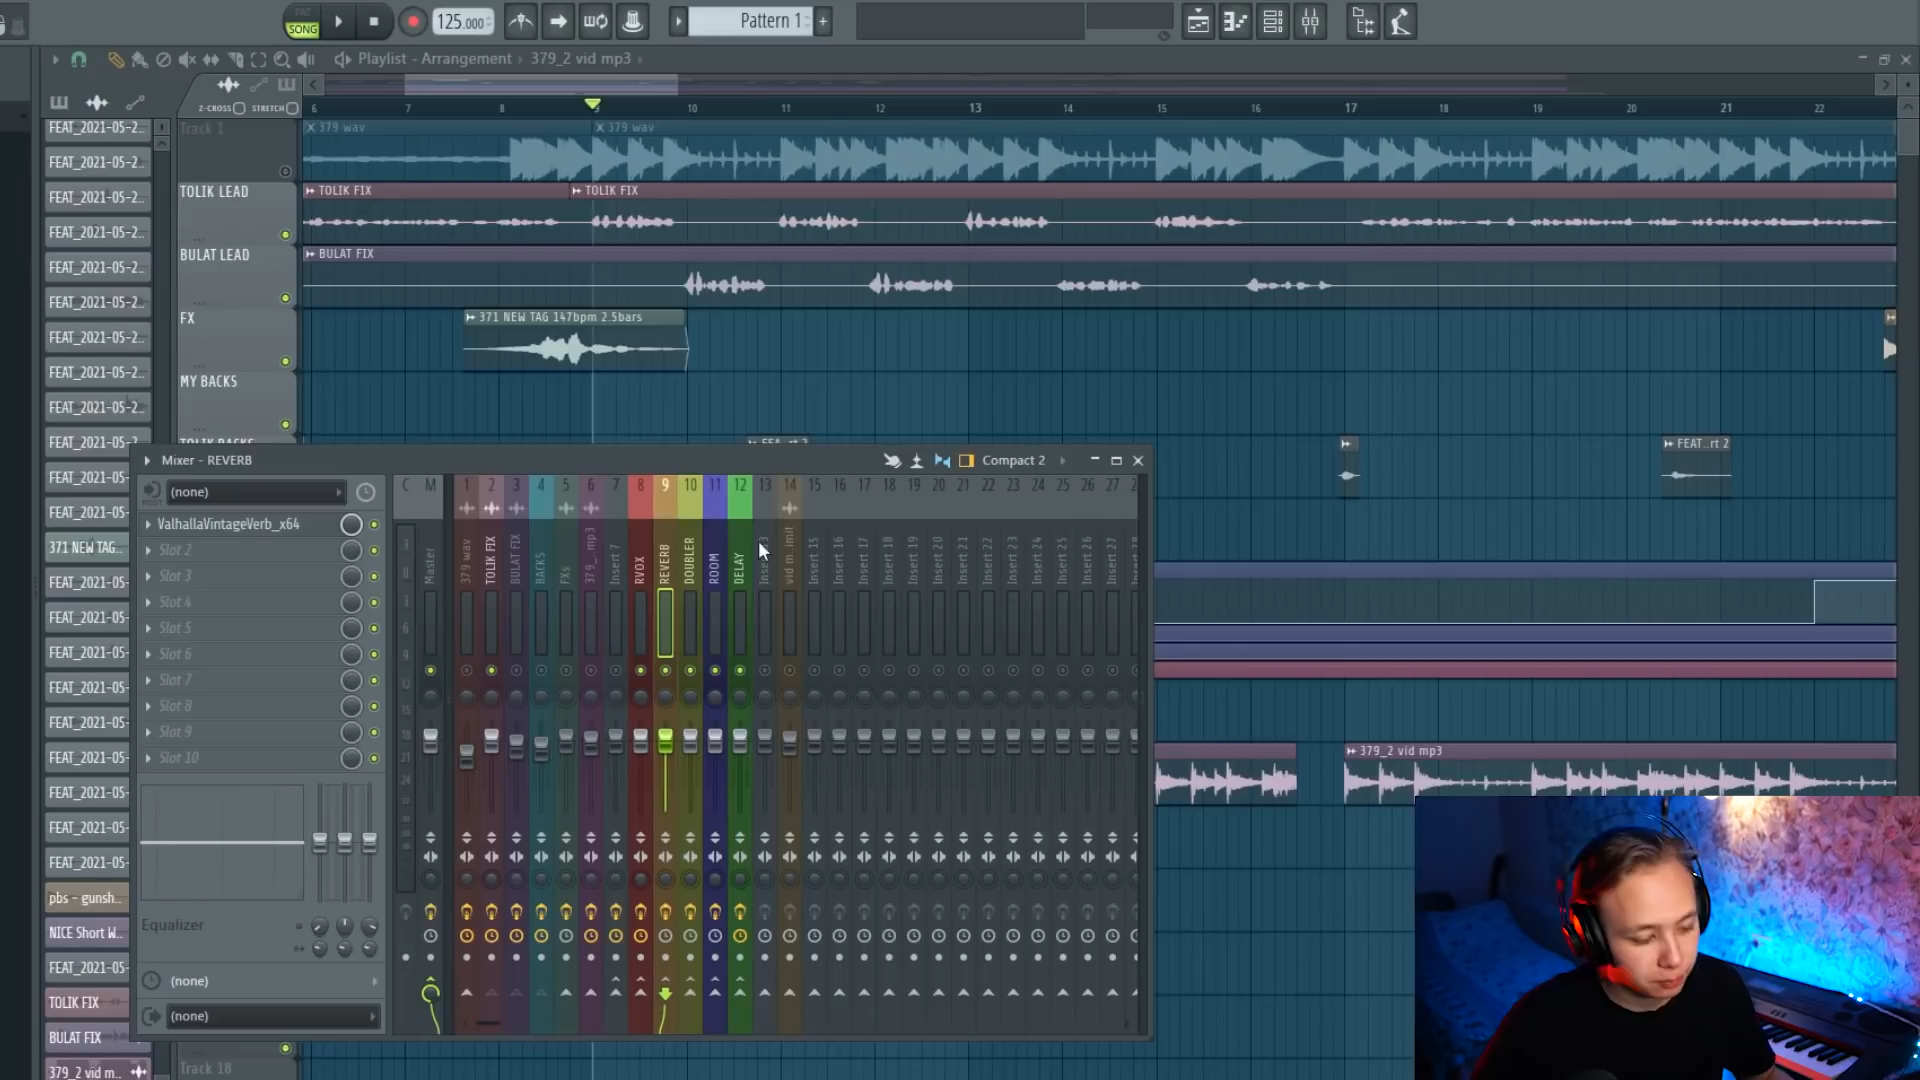 PAT
SONG
125.000
Pattern 1
Playlist - Arrangement › 379_2 vid mp3
Z-CROSS STRETCH
6 7 8 9 10 11 12 13 14 15 16 17 18 19 20 21 22
FEAT_2021-05-2..
FEAT_2021-05-2..
FEAT_2021-05-2..
FEAT_2021-05-2..
FEAT_2021-05-2..
FEAT_2021-05-2..
FEAT_2021-05-2..
FEAT_2021-05-2..
FEAT_2021-05-2..
FEAT_2021-05-2
FEAT_2021-05-
FEAT_2021-05-
371 NEW TAG..
FEAT_2021-05-
FEAT_2021-05-
FEAT_2021-05-
FEAT_2021-05-
FEAT_2021-05-
FEAT_2021-05-
FEAT_2021-05-
FEAT_2021-05-
FEAT_2021-05-
pbs - gunsh..
NICE Short W..
FEAT_2021-05-
TOLIK FIX
BULAT FIX
379_2 vid m..
Track 1
TOLIK LEAD
BULAT LEAD
FX
MY BACKS
TOLIK BACKS
Track 18
379 wav
379 wav
TOLIK FIX
TOLIK FIX
BULAT FIX
371 NEW TAG 147bpm 2.5bars
FEAT...rt 2
379_2 vid mp3
Mixer - REVERB
Compact 2
(none)
ValhallaVintageVerb_x64
Slot 2
Slot 3
Slot 4
Slot 5
Slot 6
Slot 7
Slot 8
Slot 9
Slot 10
Equalizer
(none)
(none)
C M 1 2 3 4 5 6 7 8 9 10 11 12 13 14 15 16 17 18 19 20 21 22 23 24 25 26 27
Master
379 wav
TOLIK FIX
BULAT FIX
BACKS
FXs
379_...mp3
Insert 7
RVOX
REVERB
DOUBLER
ROOM
DELAY
vid m...imit
Insert 15
Insert 16
Insert 17
Insert 18
Insert 19
Insert 20
Insert 21
Insert 22
Insert 23
Insert 24
Insert 25
Insert 26
Insert 27
3
0
3
6
9
12
15
18
21
24